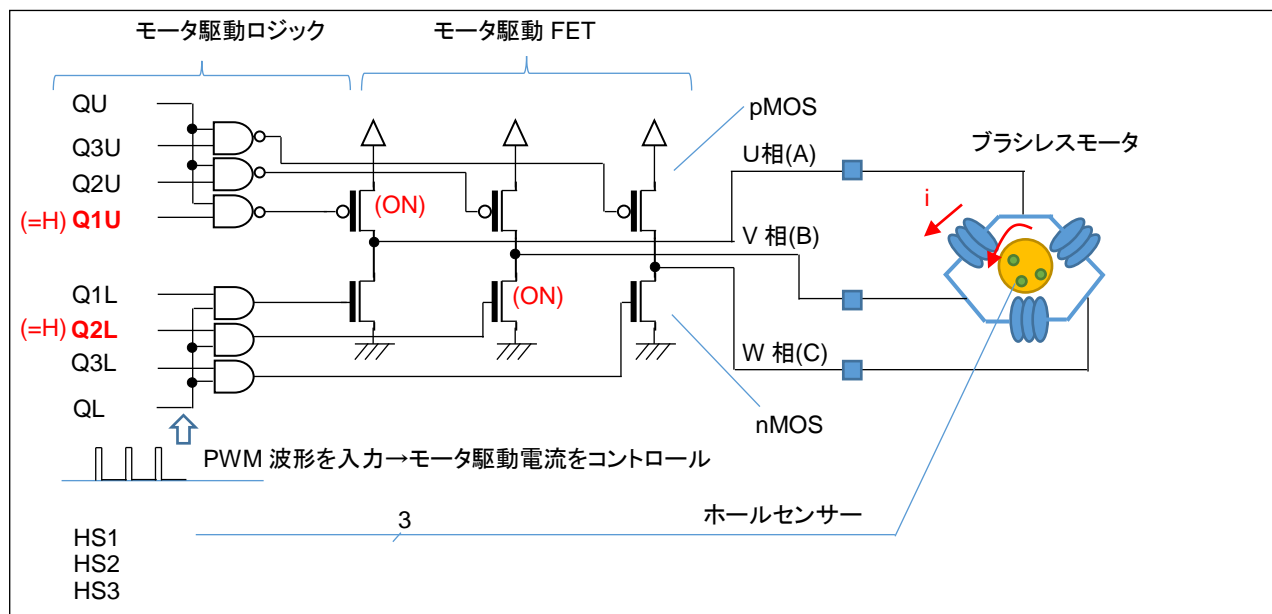 モータ駆動ロジック
モータ駆動 FET
QU
Q3U
Q2U
(=H) Q1U
Q1L
(=H) Q2L
Q3L
QL
(ON)
(ON)
pMOS
nMOS
U相(A)
V 相(B)
W 相(C)
ブラシレスモータ
i
PWM 波形を入力→モータ駆動電流をコントロール
ホールセンサー
3
HS1
HS2
HS3